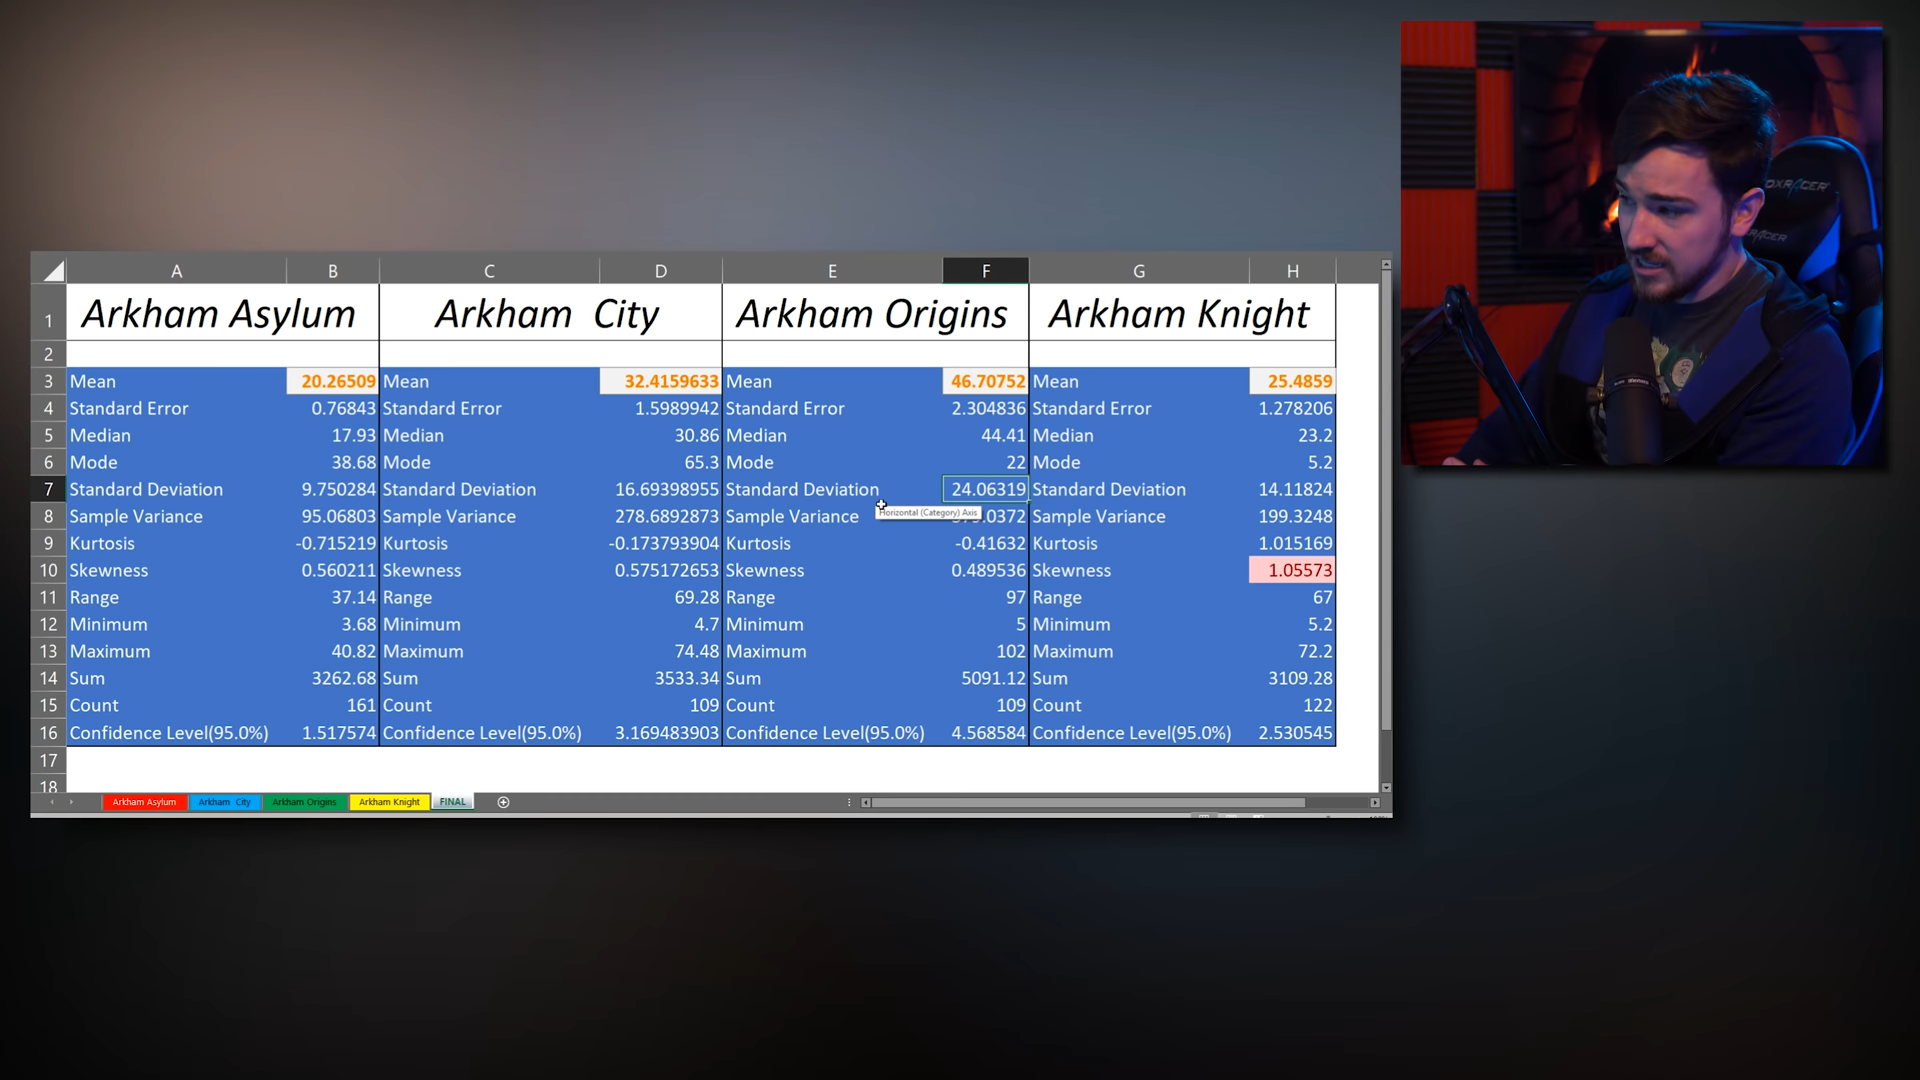 A B C D E F G H
1 Arkham Asylum Arkham City Arkham Origins Arkham Knight
2
3 Mean 20.26509 Mean 32.4159633 Mean 46.70752 Mean 25.4859
4 Standard Error 0.76843 Standard Error 1.5989942 Standard Error 2.304836 Standard Error 1.278206
5 Median 17.93 Median 30.86 Median 44.41 Median 23.2
6 Mode 38.68 Mode 65.3 Mode 22 Mode 5.2
7 Standard Deviation 9.750284 Standard Deviation 16.69398955 Standard Deviation 24.06319 Standard Deviation 14.11824
Horizontal (Category) Axis
8 Sample Variance 95.06803 Sample Variance 278.6892873 Sample Variance Sample Variance 199.3248
9 Kurtosis -0.715219 Kurtosis -0.173793904 Kurtosis -0.41632 Kurtosis 1.015169
10 Skewness 0.560211 Skewness 0.575172653 Skewness 0.489536 Skewness 1.05573
11 Range 37.14 Range 69.28 Range 97 Range 67
12 Minimum 3.68 Minimum 4.7 Minimum 5 Minimum 5.2
13 Maximum 40.82 Maximum 74.48 Maximum 102 Maximum 72.2
14 Sum 3262.68 Sum 3533.34 Sum 5091.12 Sum 3109.28
15 Count 161 Count 109 Count 109 Count 122
16 Confidence Level(95.0%) 1.517574 Confidence Level(95.0%) 3.169483903 Confidence Level(95.0%) 4.568584 Confidence Level(95.0%) 2.530545
17
18
Arkham Asylum Arkham City Arkham Origins Arkham Knight FINAL